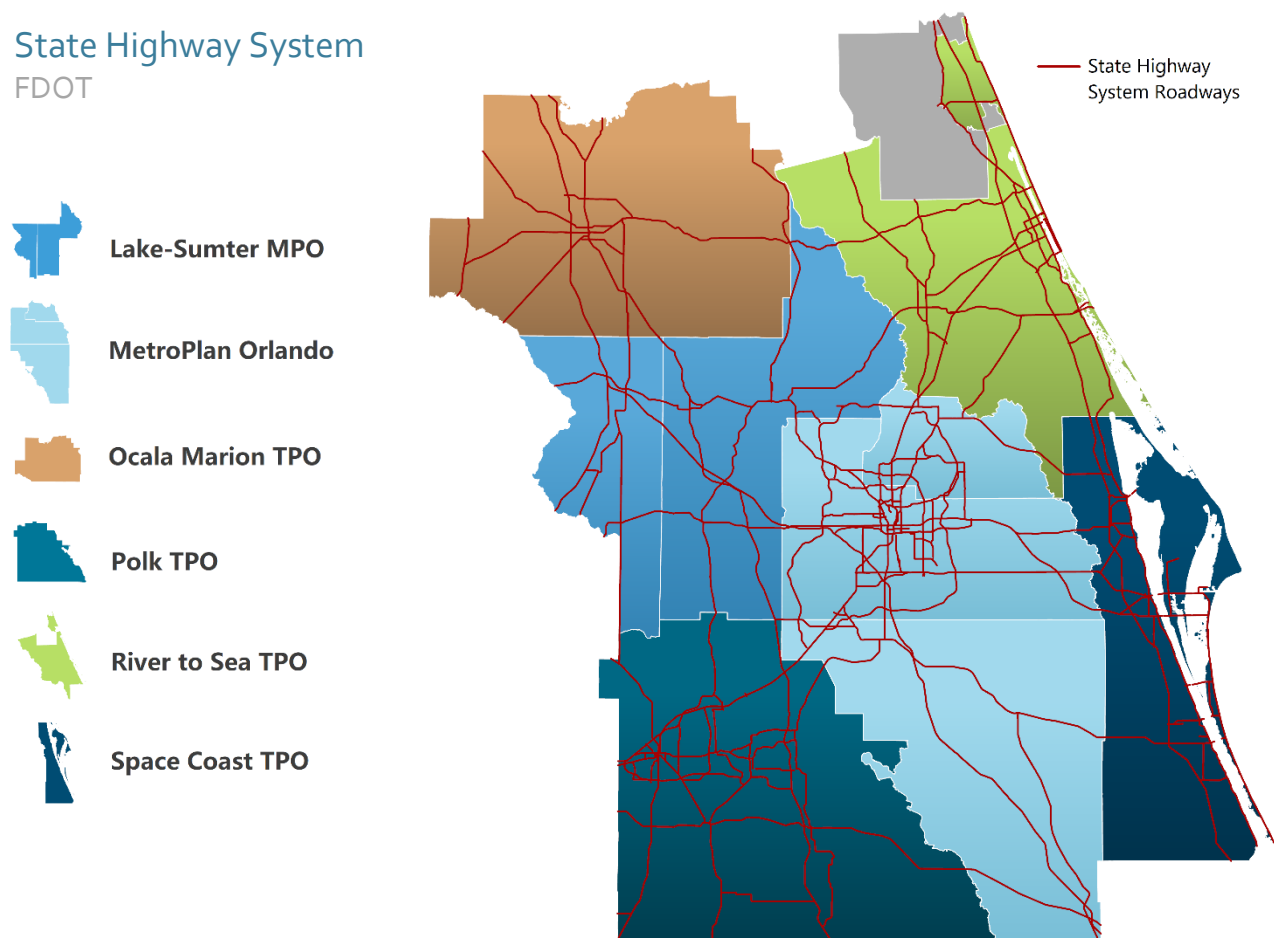 State Highway System
FDOT
State Highway
System Roadways
Lake-Sumter MPO
MetroPlan Orlando
Ocala Marion TPO
Polk TPO
River to Sea TPO
Space Coast TPO